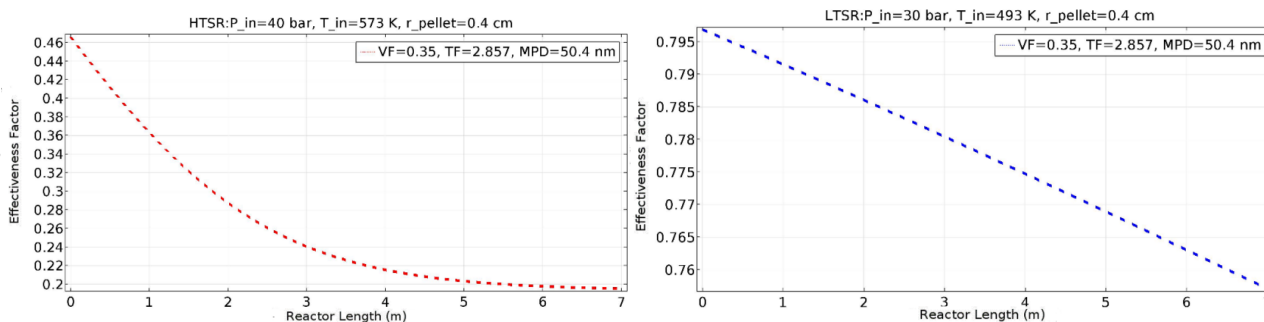 HTSR:P_in=40 bar, T_in=573 K, r_pellet=0.4 cm
VF=0.35, TF=2.857, MPD=50.4 nm
Effectiveness Factor
0.46
0.44
0.42
0.4
0.38
0.36
0.34
0.32
0.3
0.28
0.26
0.24
0.22
0.2
0 1 2 3 4 5 6 7
Reactor Length (m)
LTSR:P_in=30 bar, T_in=493 K, r_pellet=0.4 cm
VF=0.35, TF=2.857, MPD=50.4 nm
Effectiveness Factor
0.795
0.79
0.785
0.78
0.775
0.77
0.765
0.76
0 1 2 3 4 5 6
Reactor Length (m)